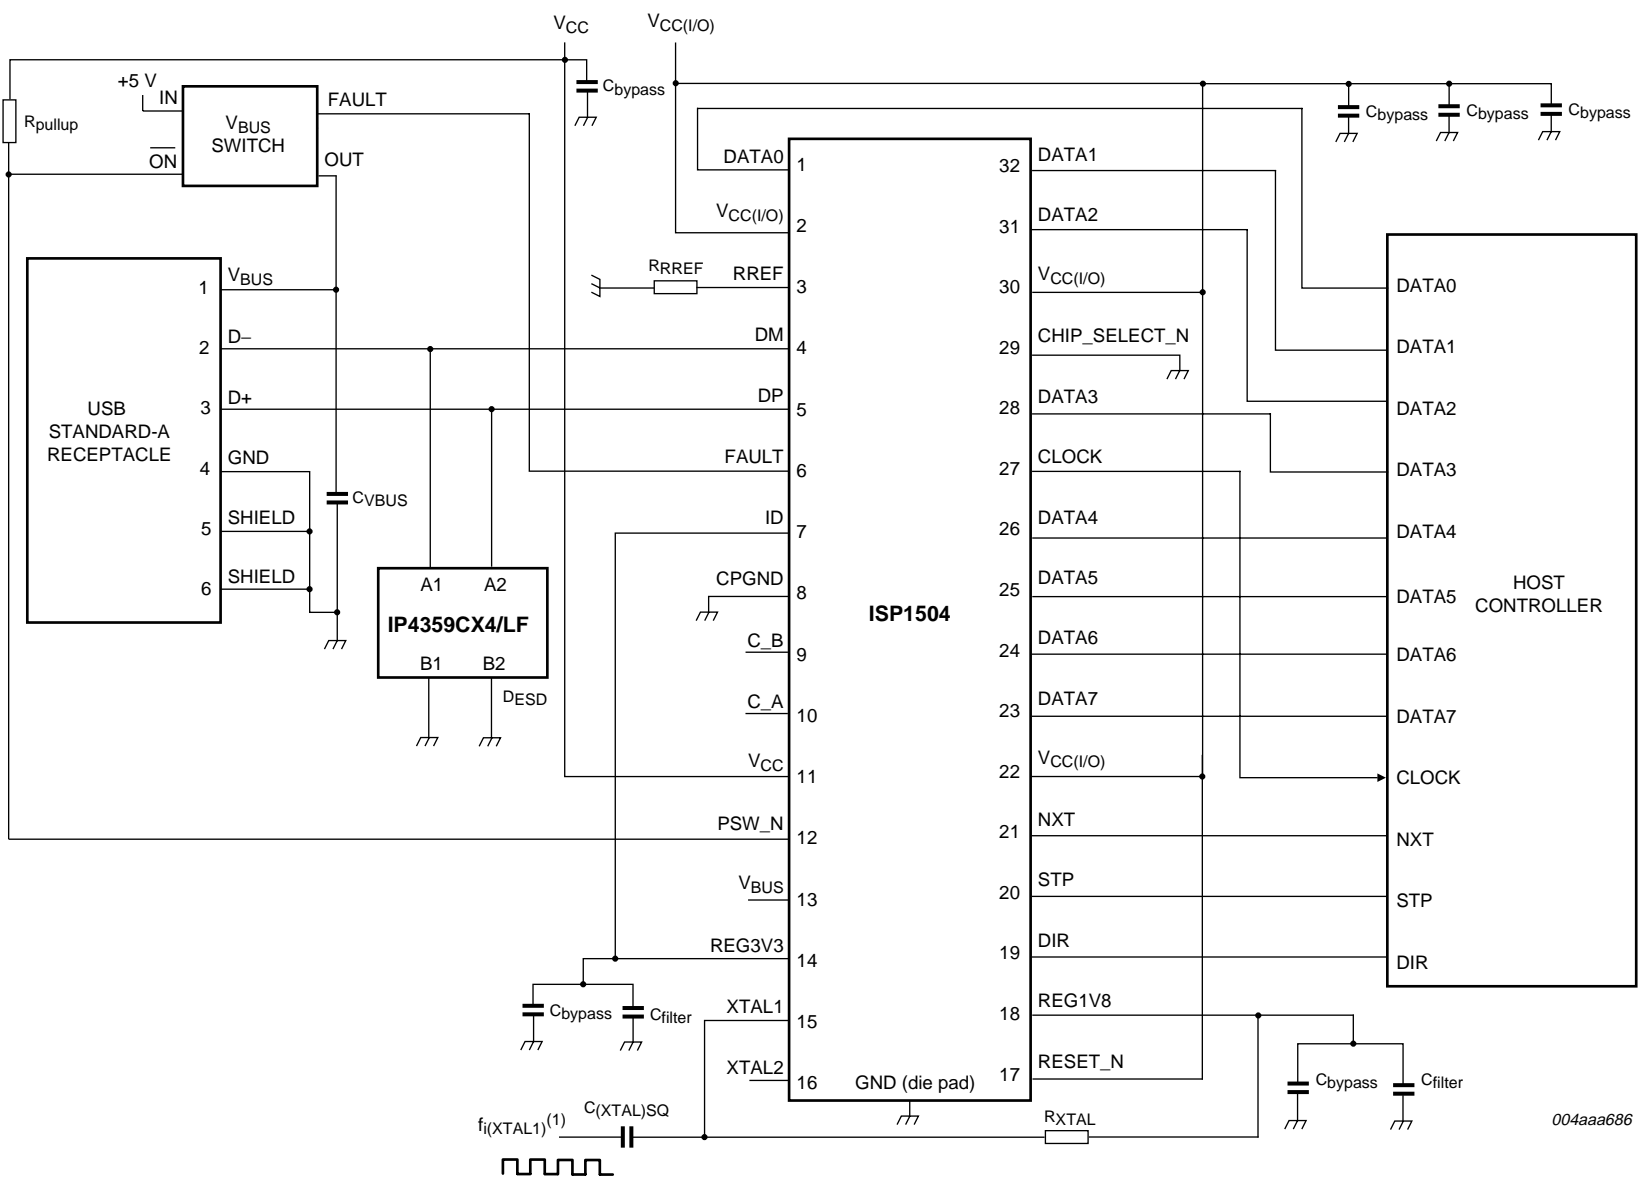 VCC
VCC(I/O)
+5 V
IN
FAULT
Cbypass
Cbypass
Cbypass
Cbypass
Rpullup
VBUS
SWITCH
ON
OUT
DATA0
1
32
DATA1
VCC(I/O)
2
31
DATA2
RRREF
RREF
3
30
VCC(I/O)
DM
4
29
CHIP_SELECT_N
DP
5
28
DATA3
FAULT
6
27
CLOCK
ID
7
26
DATA4
CPGND
8
25
DATA5
C_B
9
24
DATA6
C_A
10
23
DATA7
VCC
11
22
VCC(I/O)
PSW_N
12
21
NXT
VBUS
13
20
STP
REG3V3
14
19
DIR
XTAL1
15
18
REG1V8
XTAL2
16
17
RESET_N
ISP1504
GND (die pad)
USB
STANDARD-A
RECEPTACLE
1
VBUS
2
D−
3
D+
4
GND
5
SHIELD
6
SHIELD
CVBUS
A1
A2
IP4359CX4/LF
B1
B2
DESD
DATA0
DATA1
DATA2
DATA3
DATA4
DATA5
DATA6
DATA7
CLOCK
NXT
STP
DIR
HOST
CONTROLLER
Cbypass
Cfilter
Cbypass
Cfilter
fi(XTAL1)(1)
C(XTAL)SQ
RXTAL
004aaa686